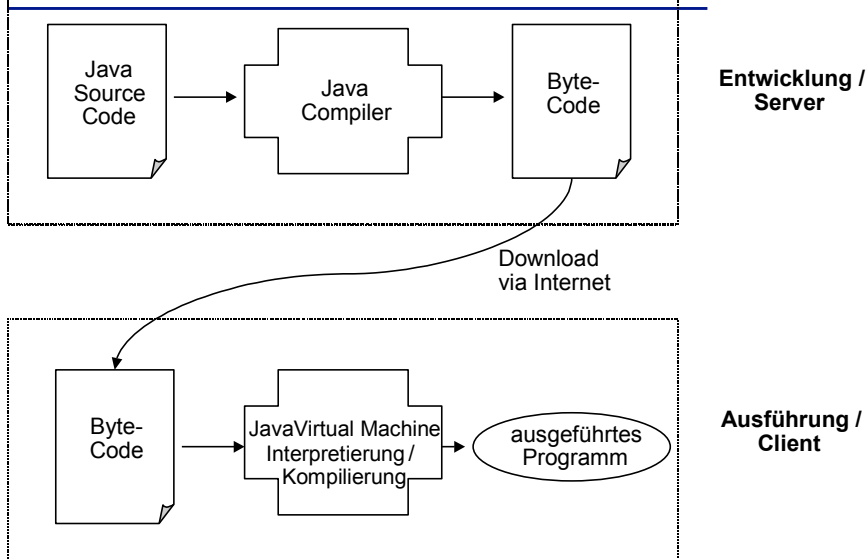 Java
Source
Code
Java
Compiler
Byte-
Code
Entwicklung /
Server
Download
via Internet
Byte-
Code
JavaVirtual Machine
Interpretierung /
Kompilierung
ausgeführtes
Programm
Ausführung /
Client